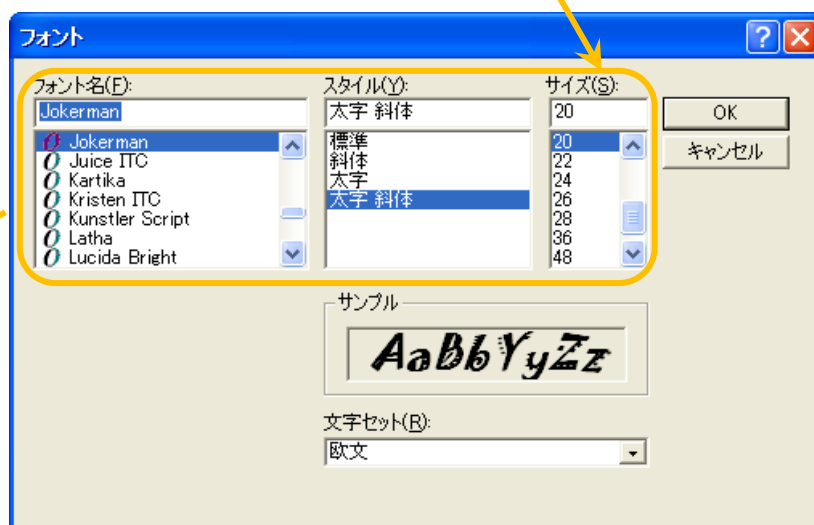 フォント
フォント名(F):
スタイル(Y):
サイズ(S):
Jokerman
太字 斜体
20
OK
キャンセル
Jokerman
Juice ITC
Kartika
Kristen ITC
Kunstler Script
Latha
Lucida Bright
標準
斜体
太字
太字 斜体
20
22
24
26
28
36
48
サンプル
AaBbYyZz
文字セット(R):
欧文